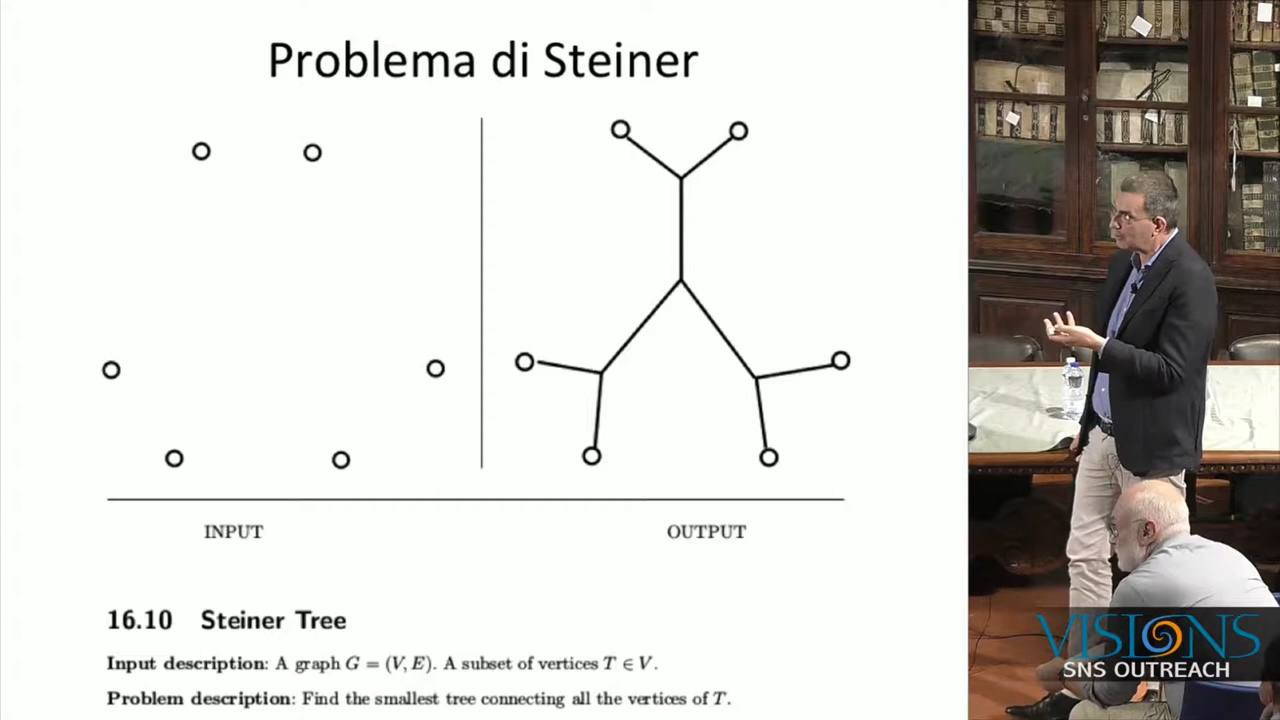 Problema di Steiner
INPUT
OUTPUT
16.10 Steiner Tree
Input description: A graph G = (V, E). A subset of vertices T ∈ V.
Problem description: Find the smallest tree connecting all the vertices of T.
VISIONS
SNS OUTREACH